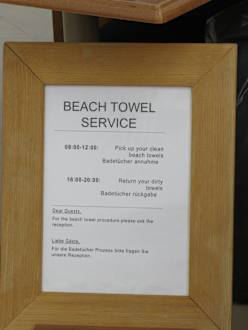 BEACH TOWEL
SERVICE
08:00-12:00: Pick up your clean
beach towels
Badetücher annahme
16:00-20:00: Return your dirty
towels
Badetücher rückgabe
Dear Guests,
For the beach towel procedure please ask the
reception.
Liebe Gäste,
Für die Badetücher Prozess bitte fragen Sie
unsere Rezeption.